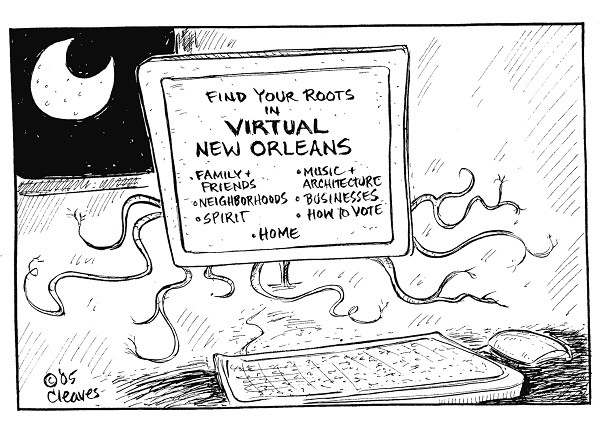 FIND YOUR ROOTS
IN
VIRTUAL
NEW ORLEANS
• FAMILY +
FRIENDS
• NEIGHBORHOODS
• SPIRIT
• MUSIC +
ARCHITECTURE
• BUSINESSES
• HOW TO VOTE
• HOME
© '05
Cleaves